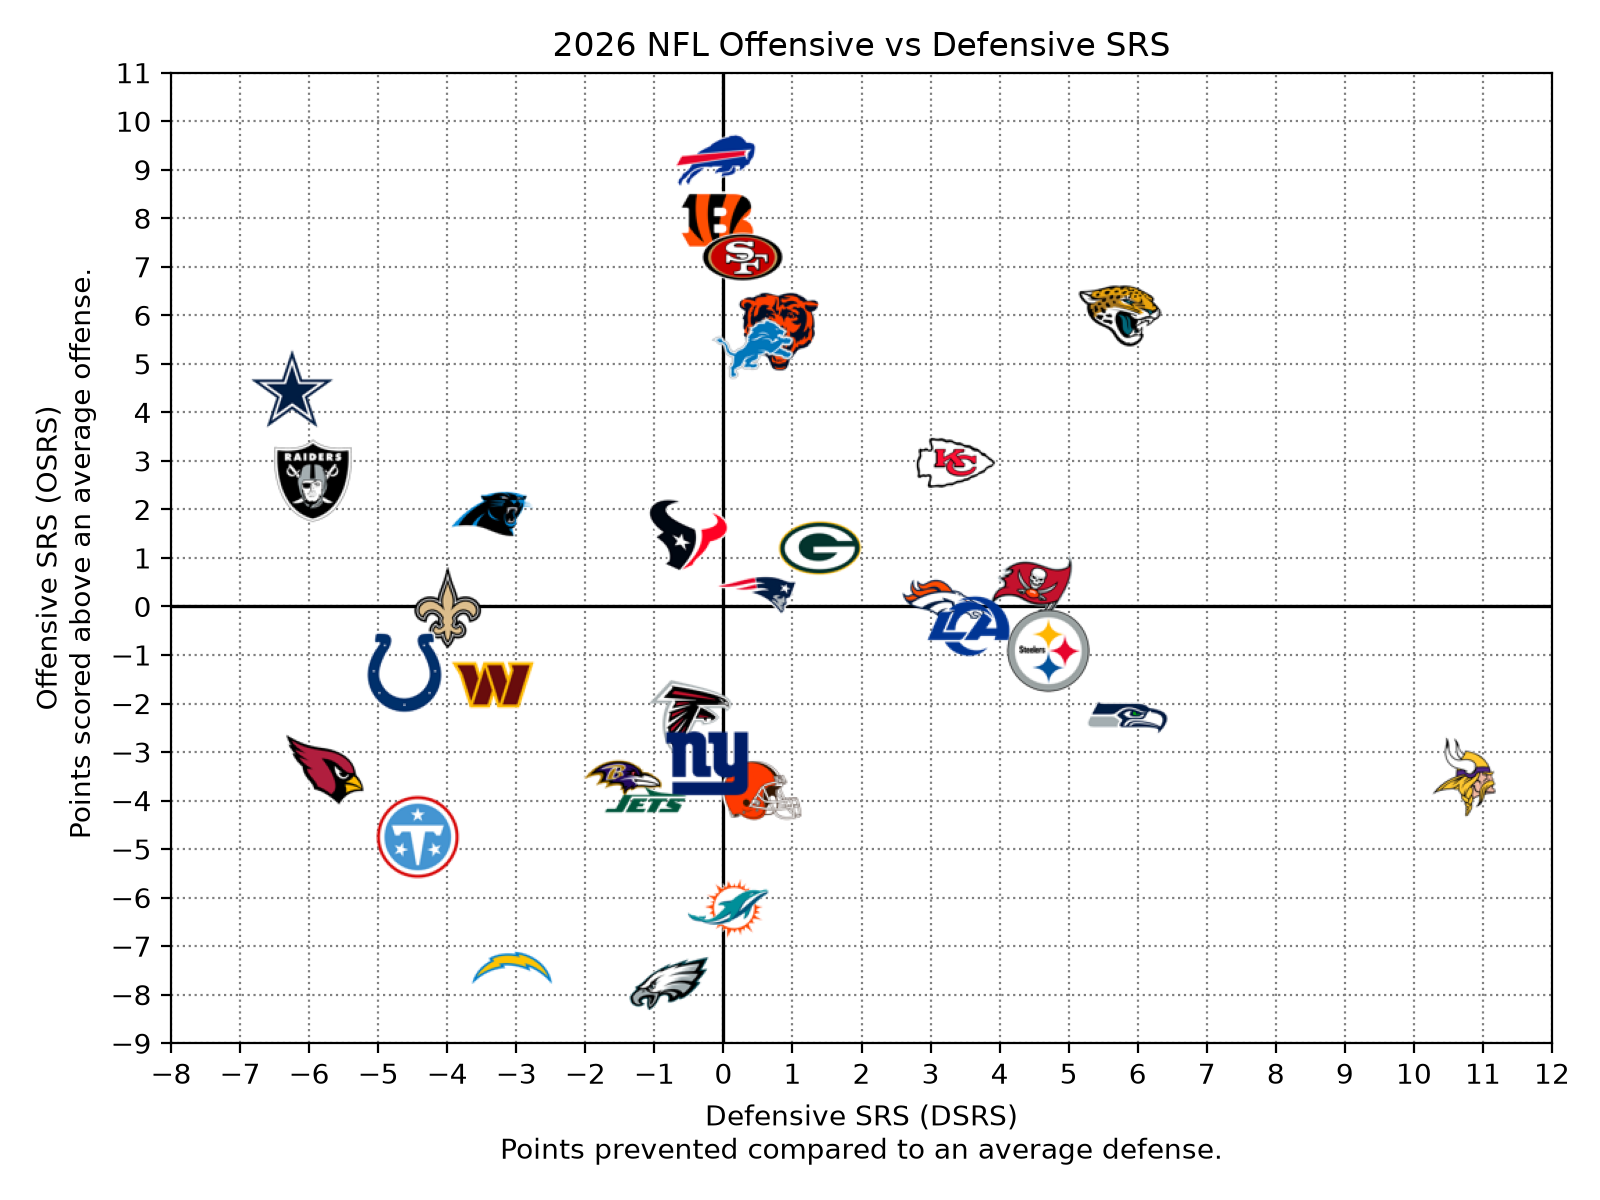 2026 NFL Offensive vs Defensive SRS
11
10
9
8
7
6
5
4
3
2
1
0
−1
−2
−3
−4
−5
−6
−7
−8
−9
Offensive SRS (OSRS)
Points scored above an average offense.
B
SF
RAIDERS
KC
G
LA
Steelers
W
ny
B
JETS
T
−8 −7 −6 −5 −4 −3 −2 −1 0 1 2 3 4 5 6 7 8 9 10 11 12
Defensive SRS (DSRS)
Points prevented compared to an average defense.